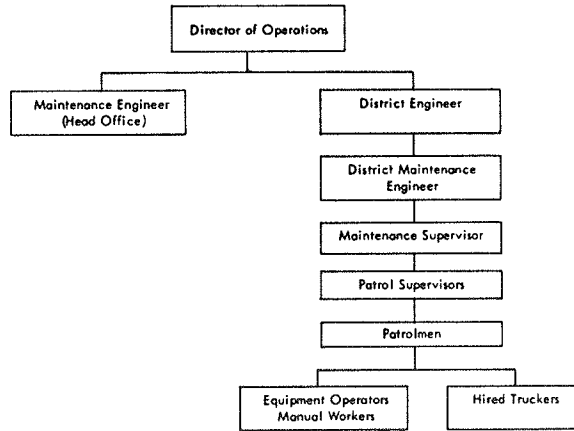 Director of Operations
Maintenance Engineer
(Head Office)
District Engineer
District Maintenance
Engineer
Maintenance Supervisor
Patrol Supervisors
Patrolmen
Equipment Operators
Manual Workers
Hired Truckers